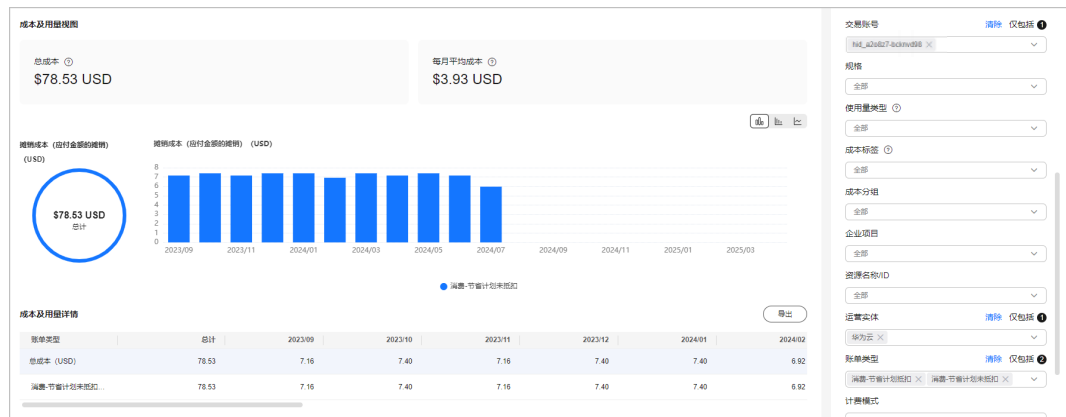 成本及用量视图
总成本
$78.53 USD
每月平均成本
$3.93 USD
摊销成本（应付金额的摊销）
（USD）
$78.53 USD
总计
摊销成本（应付金额的摊销）（USD）
8
7
6
5
4
3
2
1
0
2023/09 2023/11 2024/01 2024/03 2024/05 2024/07 2024/09 2024/11 2025/01 2025/03
消费-节省计划未抵扣
成本及用量详情
导出
账单类型 总计 2023/09 2023/10 2023/11 2023/12 2024/01 2024/02
总成本（USD） 78.53 7.16 7.40 7.16 7.40 7.40 6.92
消费-节省计划未抵扣... 78.53 7.16 7.40 7.16 7.40 7.40 6.92
交易账号 清除 仅包括 1
规格
全部
使用量类型
全部
成本标签
全部
成本分组
全部
企业项目
全部
资源名称/ID
全部
运营实体 清除 仅包括 1
华为云
账单类型 清除 仅包括 2
消费-节省计划抵扣 消费-节省计划未抵扣
计费模式